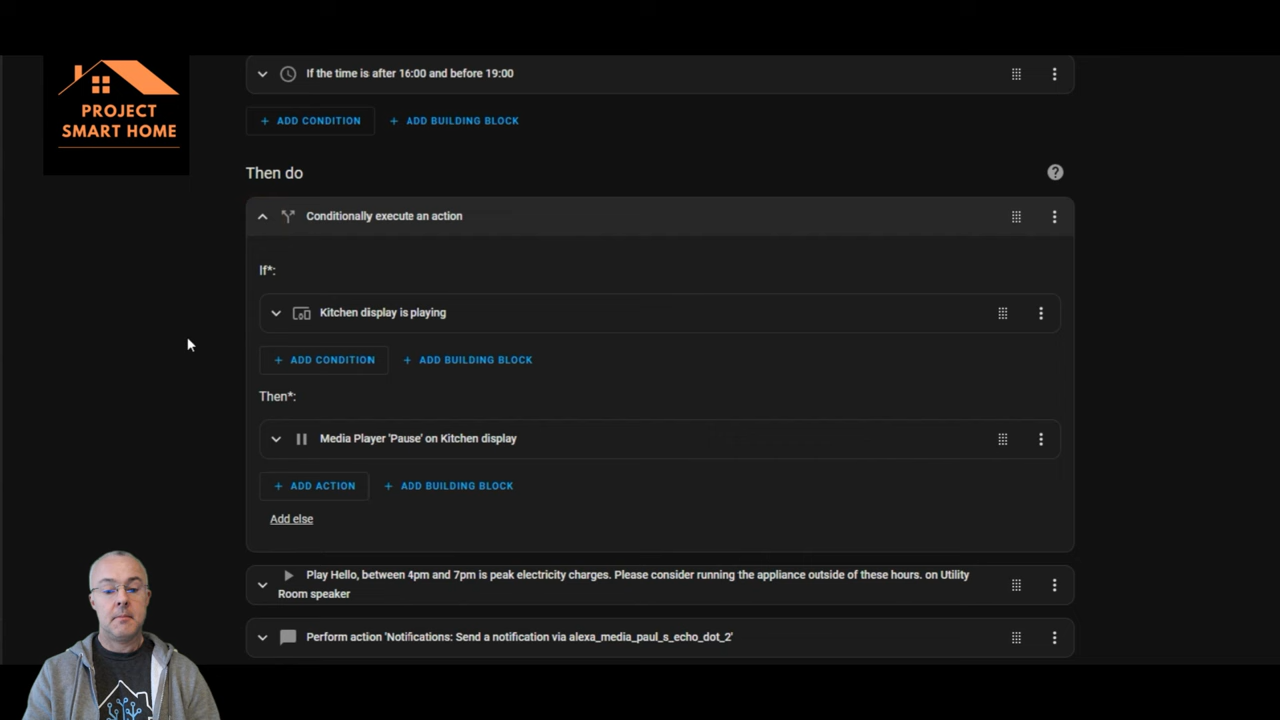 PROJECT
SMART HOME
If the time is after 16:00 and before 19:00
+ ADD CONDITION + ADD BUILDING BLOCK
Then do
Conditionally execute an action
If*:
Kitchen display is playing
+ ADD CONDITION + ADD BUILDING BLOCK
Then*:
Media Player 'Pause' on Kitchen display
+ ADD ACTION + ADD BUILDING BLOCK
Add else
Play Hello, between 4pm and 7pm is peak electricity charges. Please consider running the appliance outside of these hours. on Utility
Room speaker
Perform action 'Notifications: Send a notification via alexa_media_paul_s_echo_dot_2'